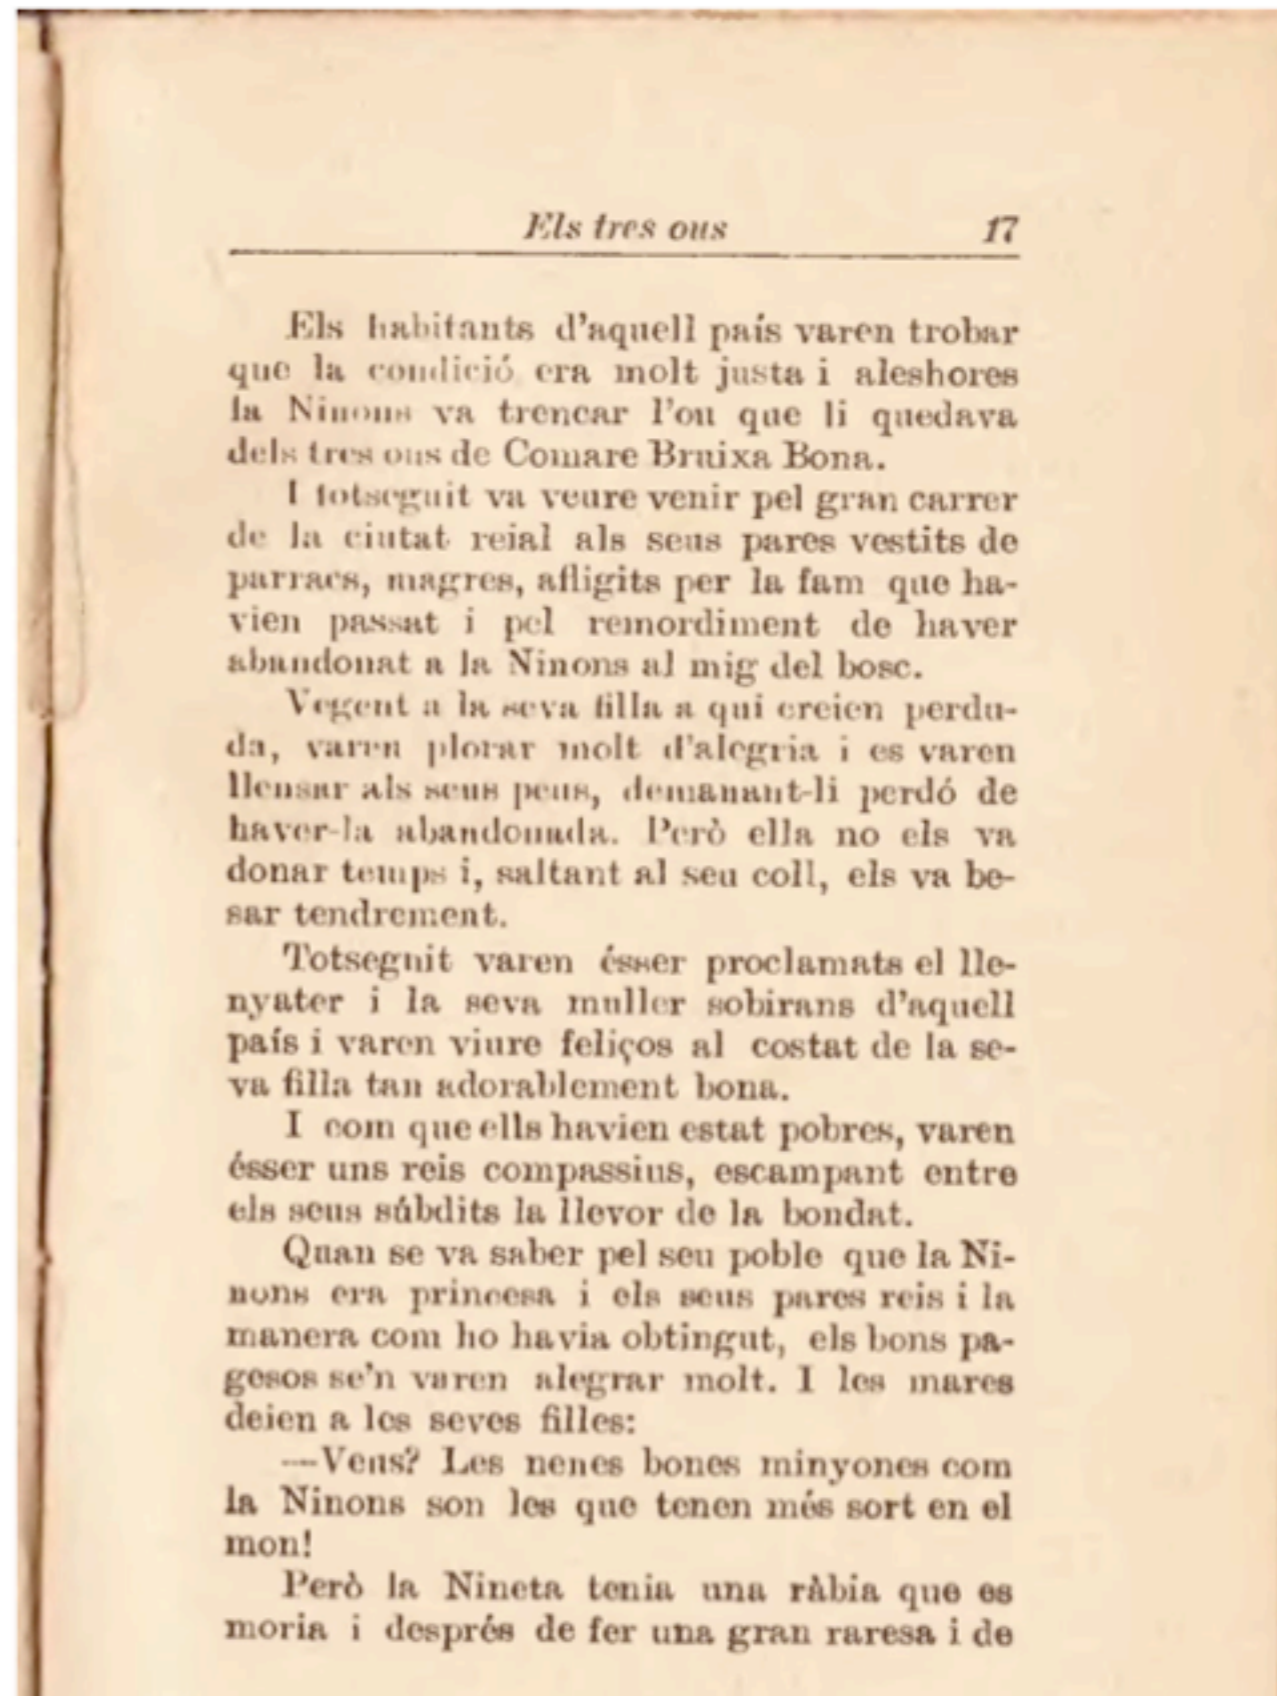 Els tres ous 17
Els habitants d'aquell país varen trobar
que la condició era molt justa i aleshores
la Ninons va trencar l'ou que li quedava
dels tres ous de Comare Bruixa Bona.
I totseguit va veure venir pel gran carrer
de la ciutat reial als seus pares vestits de
parracs, magres, afligits per la fam que ha-
vien passat i pel remordiment de haver
abandonat a la Ninons al mig del bosc.
Vegent a la seva filla a qui creien perdu-
da, varen plorar molt d'alegria i es varen
llensar als seus peus, demanant-li perdó de
haver-la abandonada. Però ella no els va
donar temps i, saltant al seu coll, els va be-
sar tendrement.
Totseguit varen ésser proclamats el lle-
nyater i la seva muller sobirans d'aquell
país i varen viure feliços al costat de la se-
va filla tan adorablement bona.
I com que ells havien estat pobres, varen
ésser uns reis compassius, escampant entre
els seus súbdits la llevor de la bondat.
Quan se va saber pel seu poble que la Ni-
nons era princesa i els seus pares reis i la
manera com ho havia obtingut, els bons pa-
gesos se'n varen alegrar molt. I les mares
deien a les seves filles:
—Veus? Les nenes bones minyones com
la Ninons son les que tenen més sort en el
mon!
Però la Nineta tenia una ràbia que es
moria i després de fer una gran raresa i de